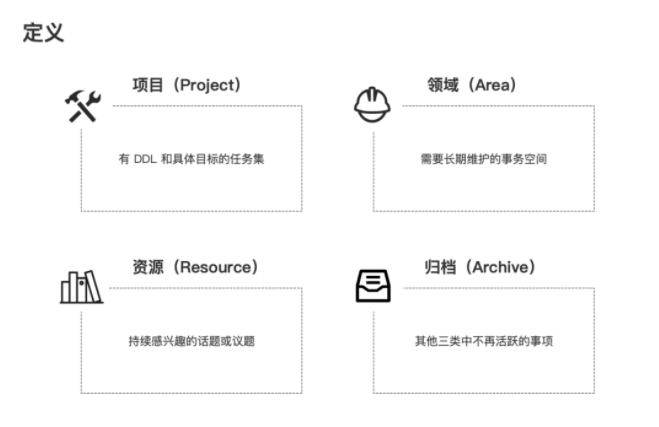 定义
项目（Project）
有 DDL 和具体目标的任务集
领域（Area）
需要长期维护的事务空间
资源（Resource）
持续感兴趣的话题或议题
归档（Archive）
其他三类中不再活跃的事项